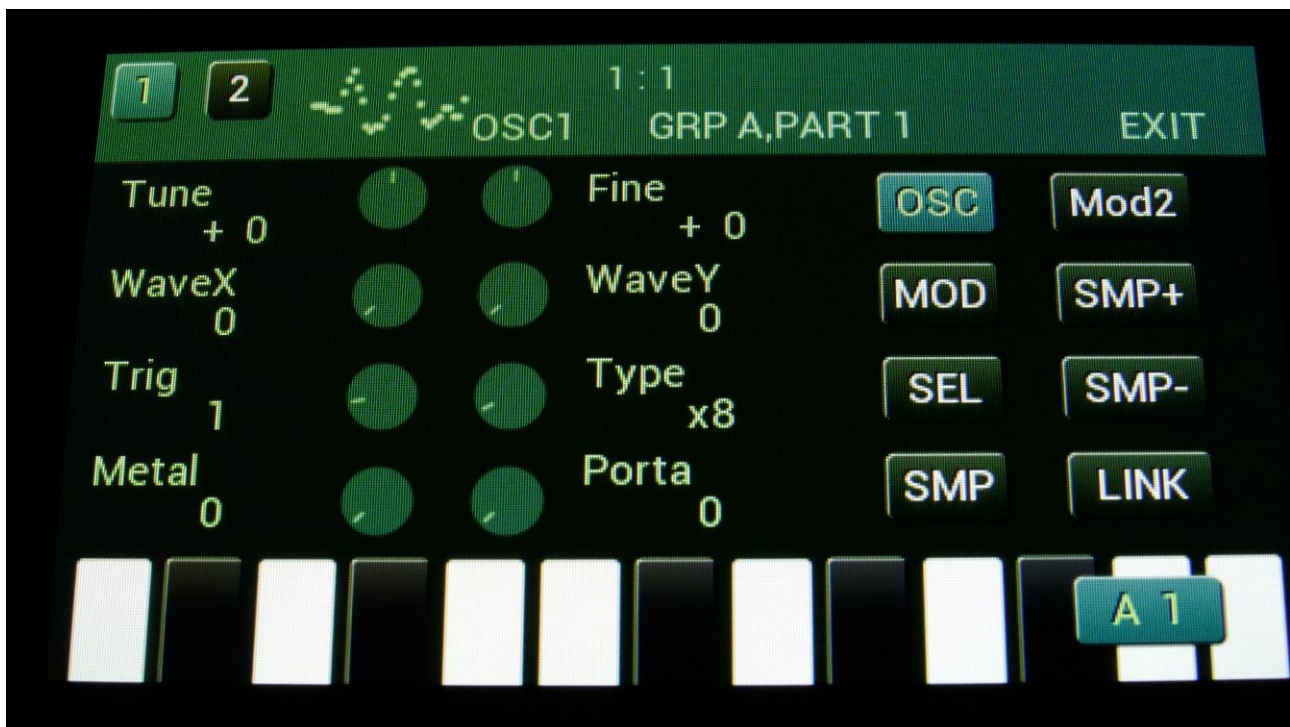 1 2 1 : 1
OSC1 GRP A,PART 1 EXIT
Tune Fine OSC Mod2
+ 0 + 0
WaveX WaveY MOD SMP+
0 0
Trig Type SEL SMP-
1 x8
Metal Porta SMP LINK
0 0
A 1